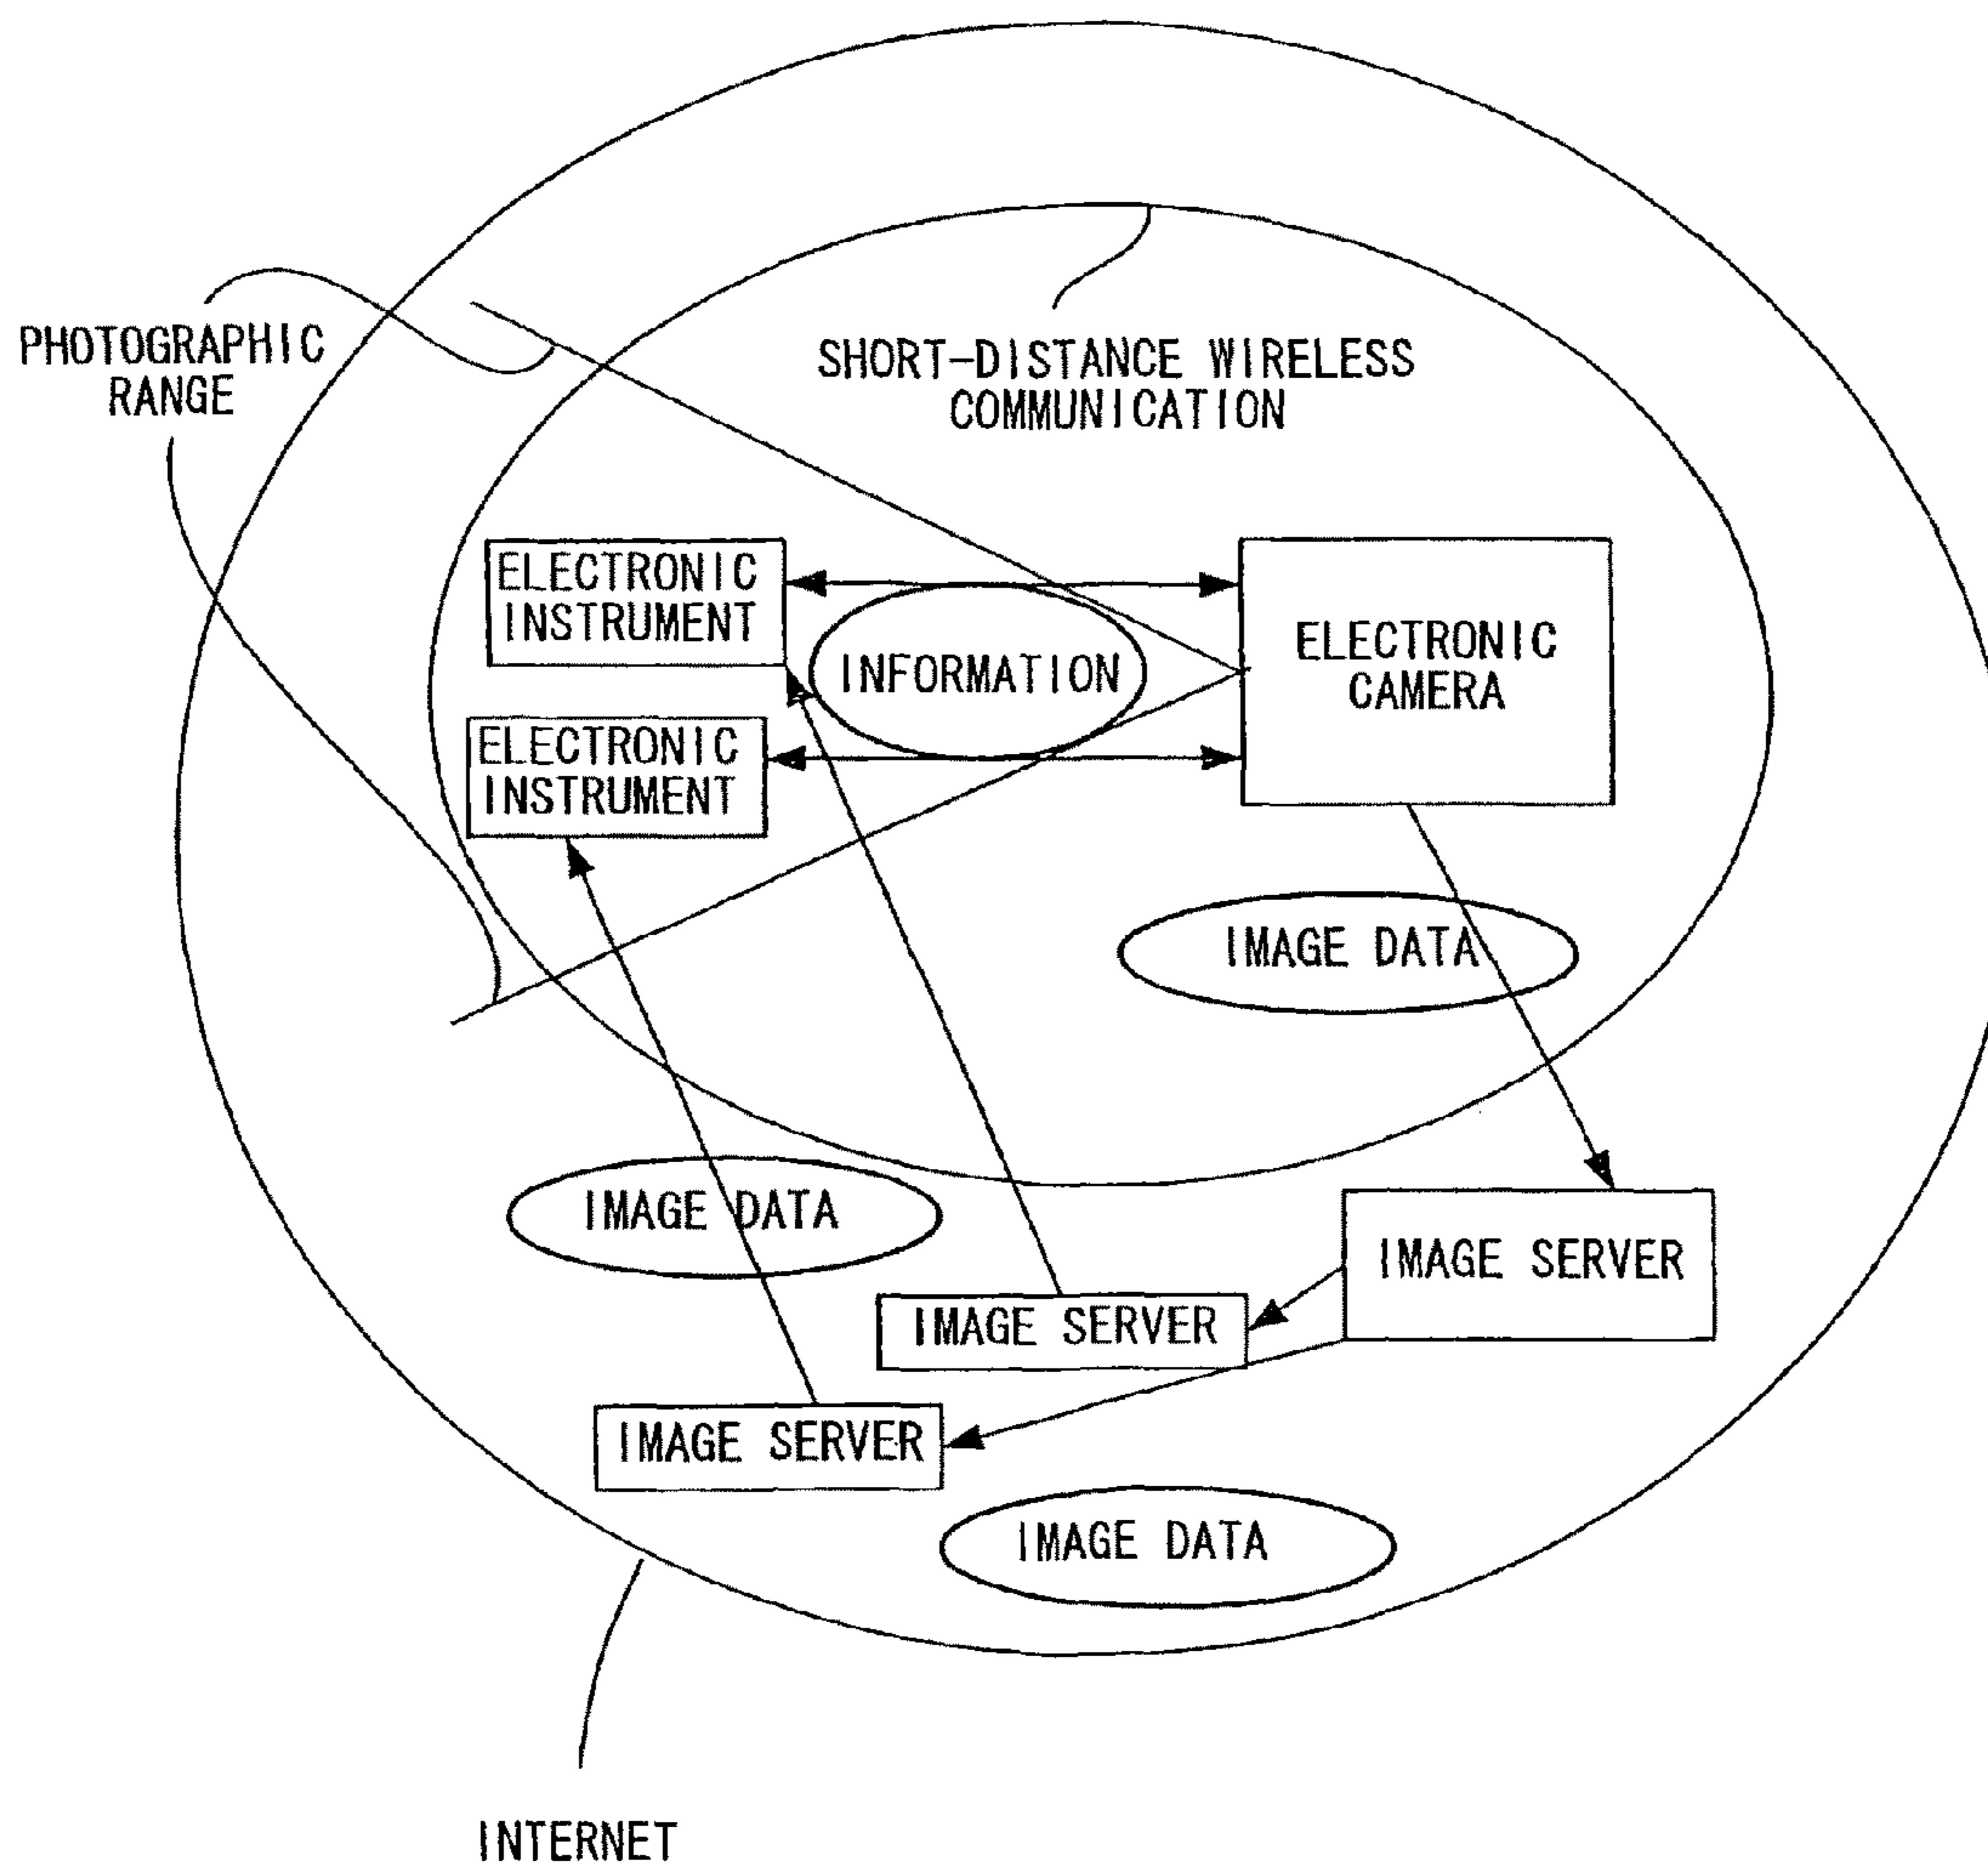 PHOTOGRAPHIC
RANGE
SHORT-DISTANCE WIRELESS
COMMUNICATION
ELECTRONIC
INSTRUMENT
INFORMATION
ELECTRONIC
CAMERA
ELECTRONIC
INSTRUMENT
IMAGE DATA
IMAGE DATA
IMAGE SERVER
IMAGE SERVER
IMAGE SERVER
IMAGE DATA
INTERNET